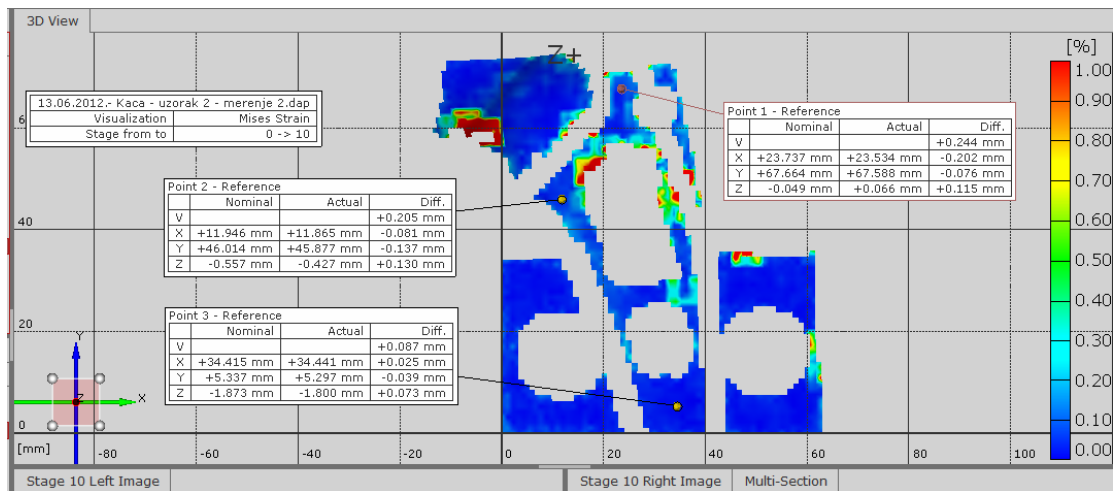 3D View
Z+
[%]
1.00
0.90
0.80
0.70
0.60
0.50
0.40
0.30
0.20
0.10
0.00
13.06.2012.- Kaca - uzorak 2 - merenje 2.dap
Visualization Mises Strain
Stage from to 0 -> 10
Point 1 - Reference
Nominal Actual Diff.
V +0.244 mm
X +23.737 mm +23.534 mm -0.202 mm
Y +67.664 mm +67.588 mm -0.076 mm
Z -0.049 mm +0.066 mm +0.115 mm
Point 2 - Reference
Nominal Actual Diff.
V +0.205 mm
X +11.946 mm +11.865 mm -0.081 mm
Y +46.014 mm +45.877 mm -0.137 mm
Z -0.557 mm -0.427 mm +0.130 mm
Point 3 - Reference
Nominal Actual Diff.
V +0.087 mm
X +34.415 mm +34.441 mm +0.025 mm
Y +5.337 mm +5.297 mm -0.039 mm
Z -1.873 mm -1.800 mm +0.073 mm
40
20
0
Y
Z
X
[mm] -80 -60 -40 -20 0 20 40 60 80 100
Stage 10 Left Image Stage 10 Right Image Multi-Section